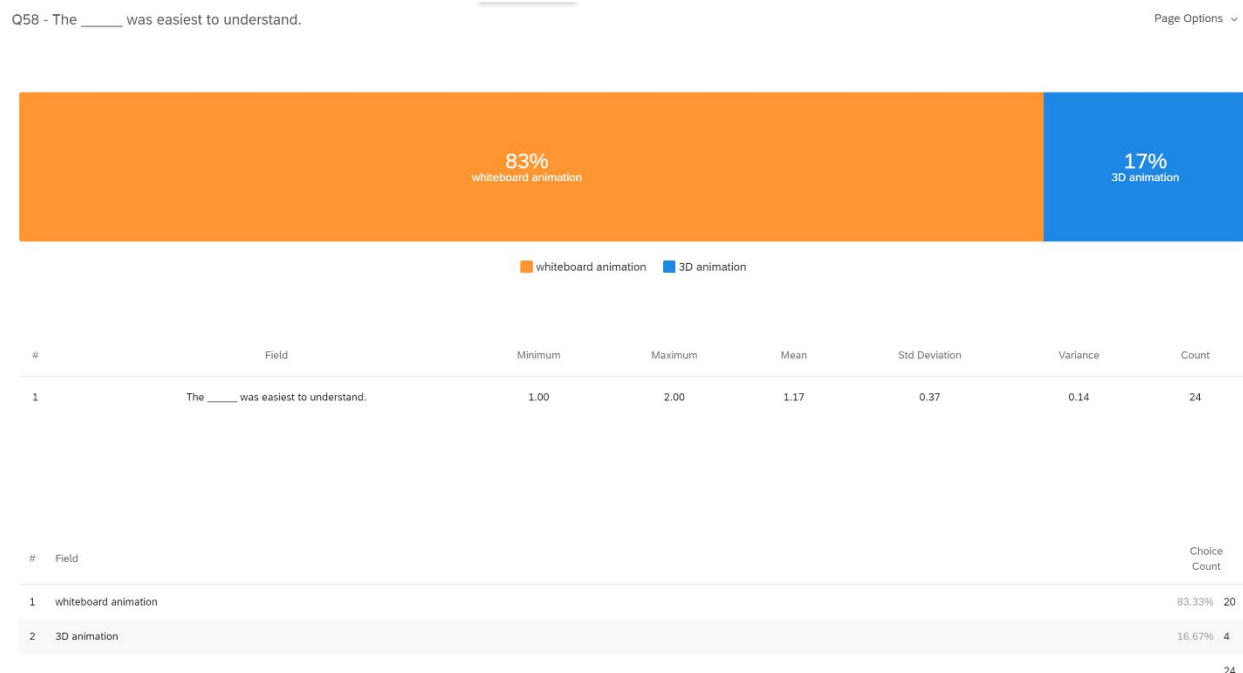 Q58 - The ______ was easiest to understand.
Page Options
83%
whiteboard animation
17%
3D animation
whiteboard animation 3D animation
# Field Minimum Maximum Mean Std Deviation Variance Count
1 The ______ was easiest to understand. 1.00 2.00 1.17 0.37 0.14 24
# Field Choice
Count
1 whiteboard animation 83.33% 20
2 3D animation 16.67% 4
24